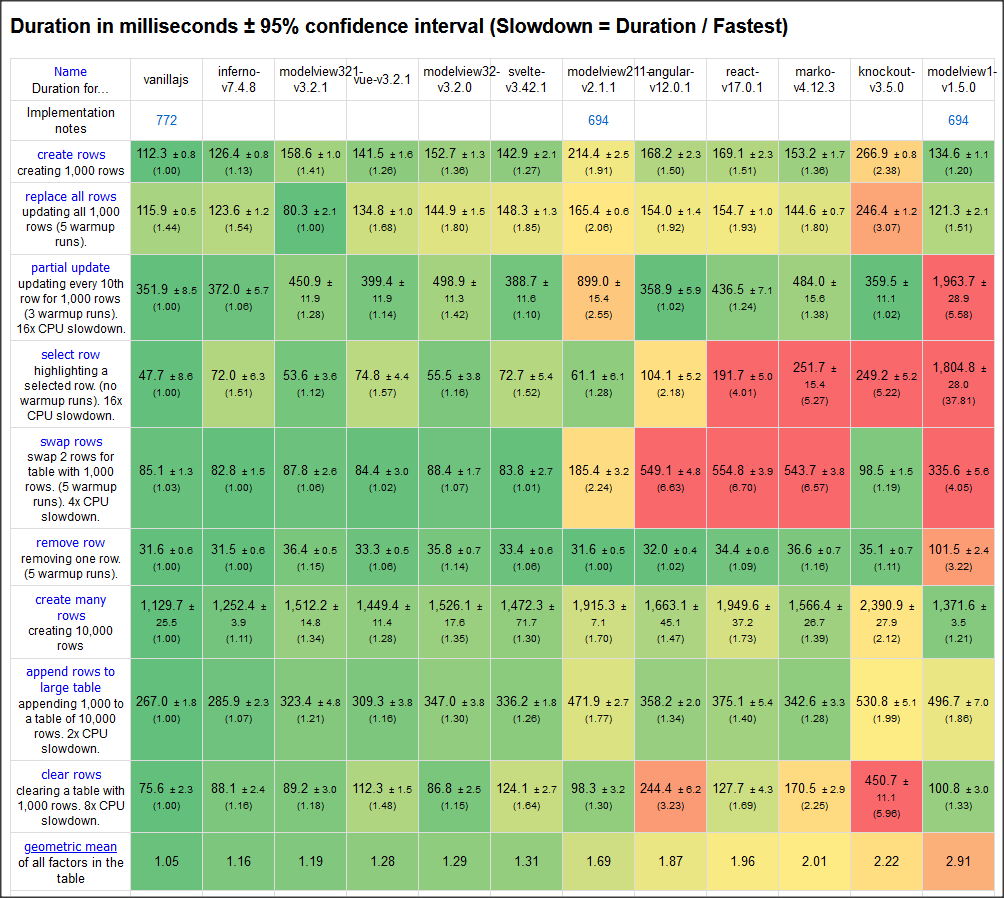 Duration in milliseconds ± 95% confidence interval (Slowdown = Duration / Fastest)
Name Duration for... vanillajs inferno-v7.4.8 modelview321-v3.2.1 vue-v3.2.1 modelview32-v3.2.0 svelte-v3.42.1 modelview211-v2.1.1 angular-v12.0.1 react-v17.0.1 marko-v4.12.3 knockout-v3.5.0 modelview1-v1.5.0
Implementation notes 772 694 694
create rows
creating 1,000 rows
112.3 ± 0.8 (1.00) 126.4 ± 0.8 (1.13) 158.6 ± 1.0 (1.41) 141.5 ± 1.6 (1.26) 152.7 ± 1.3 (1.36) 142.9 ± 2.1 (1.27) 214.4 ± 2.5 (1.91) 168.2 ± 2.3 (1.50) 169.1 ± 2.3 (1.51) 153.2 ± 1.7 (1.36) 266.9 ± 0.8 (2.38) 134.6 ± 1.1 (1.20)
replace all rows
updating all 1,000
rows (5 warmup
runs).
115.9 ± 0.5 (1.44) 123.6 ± 1.2 (1.54) 80.3 ± 2.1 (1.00) 134.8 ± 1.0 (1.68) 144.9 ± 1.5 (1.80) 148.3 ± 1.3 (1.85) 165.4 ± 0.6 (2.06) 154.0 ± 1.4 (1.92) 154.7 ± 1.0 (1.93) 144.6 ± 0.7 (1.80) 246.4 ± 1.2 (3.07) 121.3 ± 2.1 (1.51)
partial update
updating every 10th
row for 1,000 rows
(3 warmup runs).
16x CPU slowdown.
351.9 ± 8.5 (1.00) 372.0 ± 5.7 (1.06) 450.9 ± 11.9 (1.28) 399.4 ± 11.9 (1.14) 498.9 ± 11.3 (1.42) 388.7 ± 11.6 (1.10) 899.0 ± 15.4 (2.55) 358.9 ± 5.9 (1.02) 436.5 ± 7.1 (1.24) 484.0 ± 15.6 (1.38) 359.5 ± 11.1 (1.02) 1,963.7 ± 28.9 (5.58)
select row
highlighting a
selected row. (no
warmup runs). 16x
CPU slowdown.
47.7 ± 8.6 (1.00) 72.0 ± 6.3 (1.51) 53.6 ± 3.6 (1.12) 74.8 ± 4.4 (1.57) 55.5 ± 3.8 (1.16) 72.7 ± 5.4 (1.52) 61.1 ± 6.1 (1.28) 104.1 ± 5.2 (2.18) 191.7 ± 5.0 (4.01) 251.7 ± 15.4 (5.27) 249.2 ± 5.2 (5.22) 1,804.8 ± 28.0 (37.81)
swap rows
swap 2 rows for
table with 1,000
rows. (5 warmup
runs). 4x CPU
slowdown.
85.1 ± 1.3 (1.03) 82.8 ± 1.5 (1.00) 87.8 ± 2.6 (1.06) 84.4 ± 3.0 (1.02) 88.4 ± 1.7 (1.07) 83.8 ± 2.7 (1.01) 185.4 ± 3.2 (2.24) 549.1 ± 4.8 (6.63) 554.8 ± 3.9 (6.70) 543.7 ± 3.8 (6.57) 98.5 ± 1.5 (1.19) 335.6 ± 5.6 (4.05)
remove row
removing one row.
(5 warmup runs).
31.6 ± 0.6 (1.00) 31.5 ± 0.6 (1.00) 36.4 ± 0.5 (1.15) 33.3 ± 0.5 (1.06) 35.8 ± 0.7 (1.14) 33.4 ± 0.6 (1.06) 31.6 ± 0.5 (1.00) 32.0 ± 0.4 (1.02) 34.4 ± 0.6 (1.09) 36.6 ± 0.7 (1.16) 35.1 ± 0.7 (1.11) 101.5 ± 2.4 (3.22)
create many
rows
creating 10,000
rows
1,129.7 ± 25.5 (1.00) 1,252.4 ± 3.9 (1.11) 1,512.2 ± 14.8 (1.34) 1,449.4 ± 11.4 (1.28) 1,526.1 ± 17.6 (1.35) 1,472.3 ± 71.7 (1.30) 1,915.3 ± 7.1 (1.70) 1,663.1 ± 45.1 (1.47) 1,949.6 ± 37.2 (1.73) 1,566.4 ± 26.7 (1.39) 2,390.9 ± 27.9 (2.12) 1,371.6 ± 3.5 (1.21)
append rows to
large table
appending 1,000 to
a table of 10,000
rows. 2x CPU
slowdown.
267.0 ± 1.8 (1.00) 285.9 ± 2.3 (1.07) 323.4 ± 4.8 (1.21) 309.3 ± 3.8 (1.16) 347.0 ± 3.8 (1.30) 336.2 ± 1.8 (1.26) 471.9 ± 2.7 (1.77) 358.2 ± 2.0 (1.34) 375.1 ± 5.4 (1.40) 342.6 ± 3.3 (1.28) 530.8 ± 5.1 (1.99) 496.7 ± 7.0 (1.86)
clear rows
clearing a table with
1,000 rows. 8x CPU
slowdown.
75.6 ± 2.3 (1.00) 88.1 ± 2.4 (1.16) 89.2 ± 3.0 (1.18) 112.3 ± 1.5 (1.48) 86.8 ± 2.5 (1.15) 124.1 ± 2.7 (1.64) 98.3 ± 3.2 (1.30) 244.4 ± 6.2 (3.23) 127.7 ± 4.3 (1.69) 170.5 ± 2.9 (2.25) 450.7 ± 11.1 (5.96) 100.8 ± 3.0 (1.33)
geometric mean
of all factors in the
table
1.05 1.16 1.19 1.28 1.29 1.31 1.69 1.87 1.96 2.01 2.22 2.91